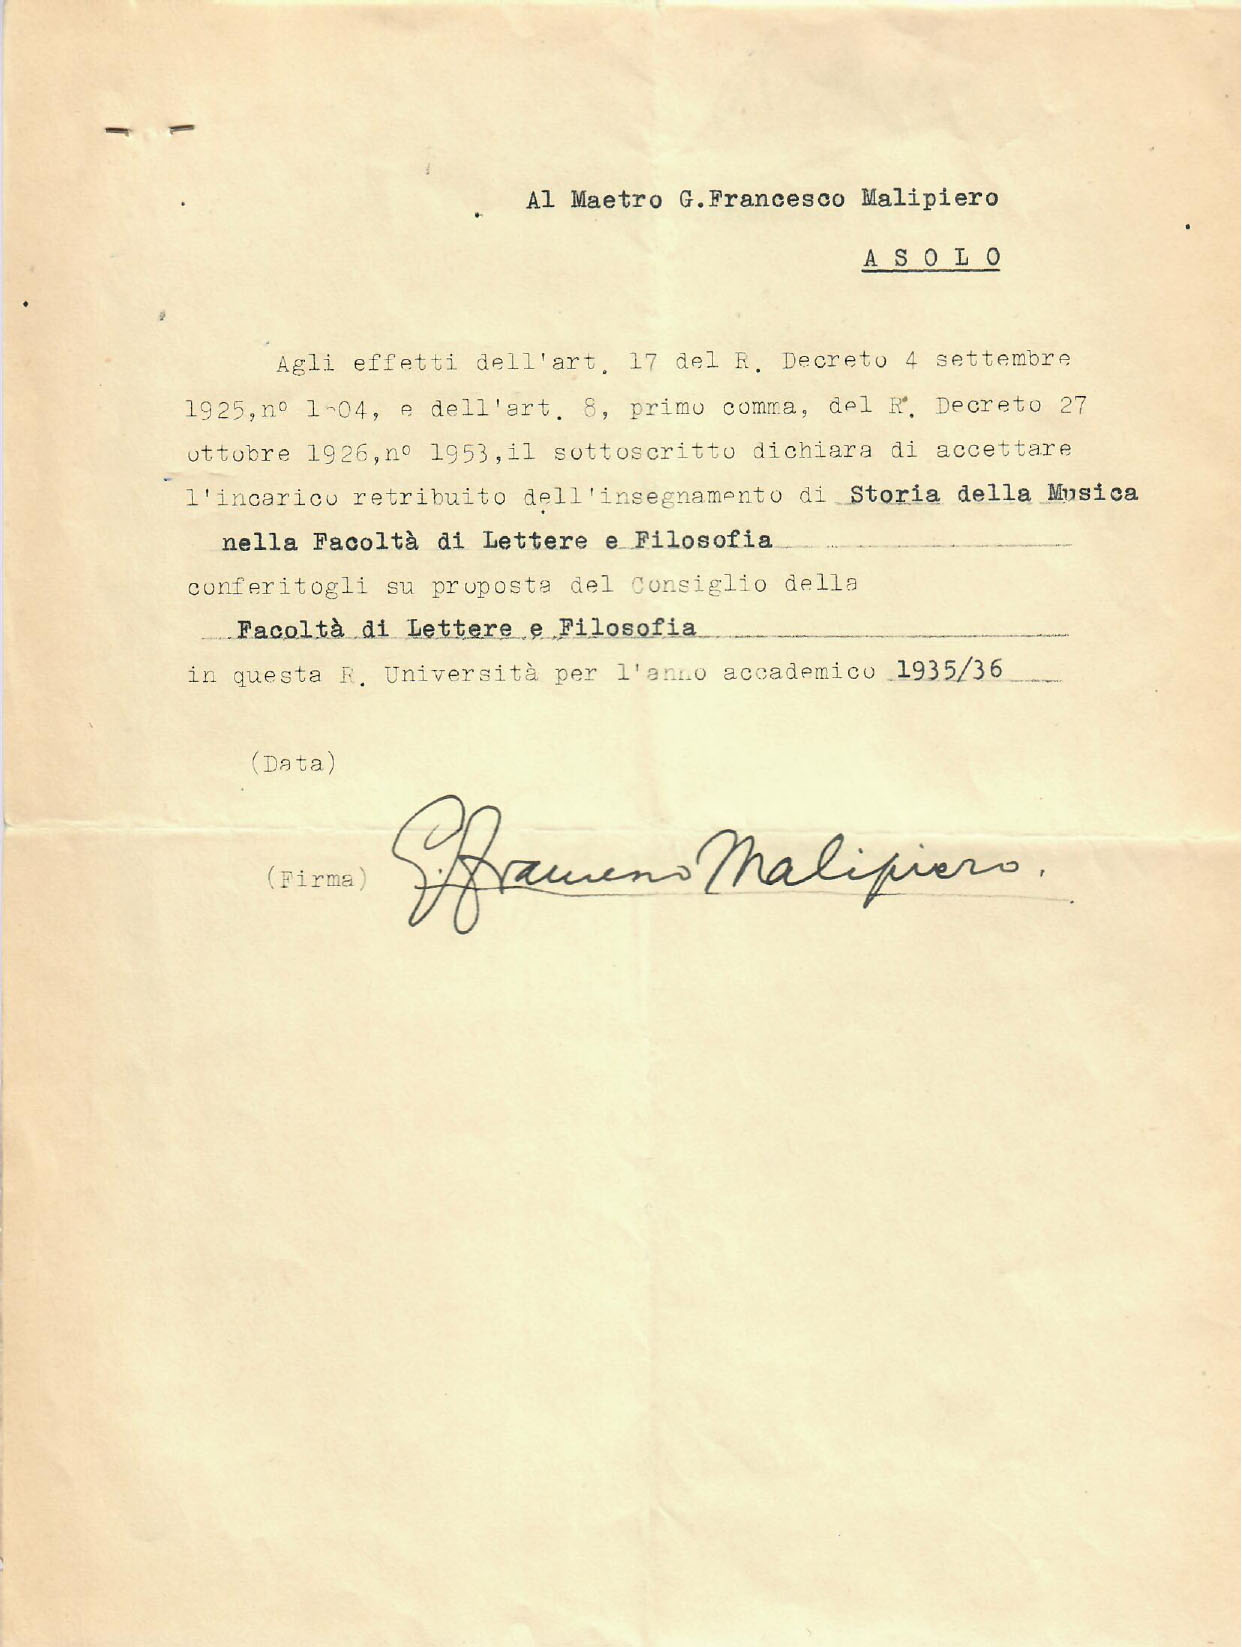 Al Maetro G.Francesco Malipiero
A S O L O
Agli effetti dell'art. 17 del R. Decreto 4 settembre
1925,nº e dell'art. 8, primo comma, del R. Decreto 27
ottobre 1926,nº 1953,il sottoscritto dichiara di accettare
l'incarico retribuito dell'insegnamento di Storia della Musica
nella Facoltà di Lettere e Filosofia
conferitogli su proposta del Consiglio della
Facoltà di Lettere e Filosofia
in questa R. Università per l'anno accademico 1935/36
(Data)
(Firma) G. Francesco Malipiero.